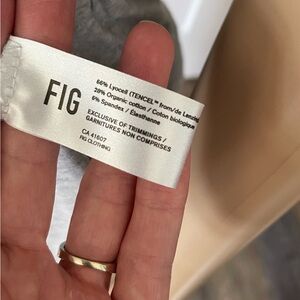 FIG
66% Lyocell (TENCEL™ from/de Lenzing
28% Organic cotton / Coton biologique
6% Spandex / Élasthanne
EXCLUSIVE OF TRIMMINGS /
GARNITURES NON COMPRISES
CA 41807
FIG CLOTHING